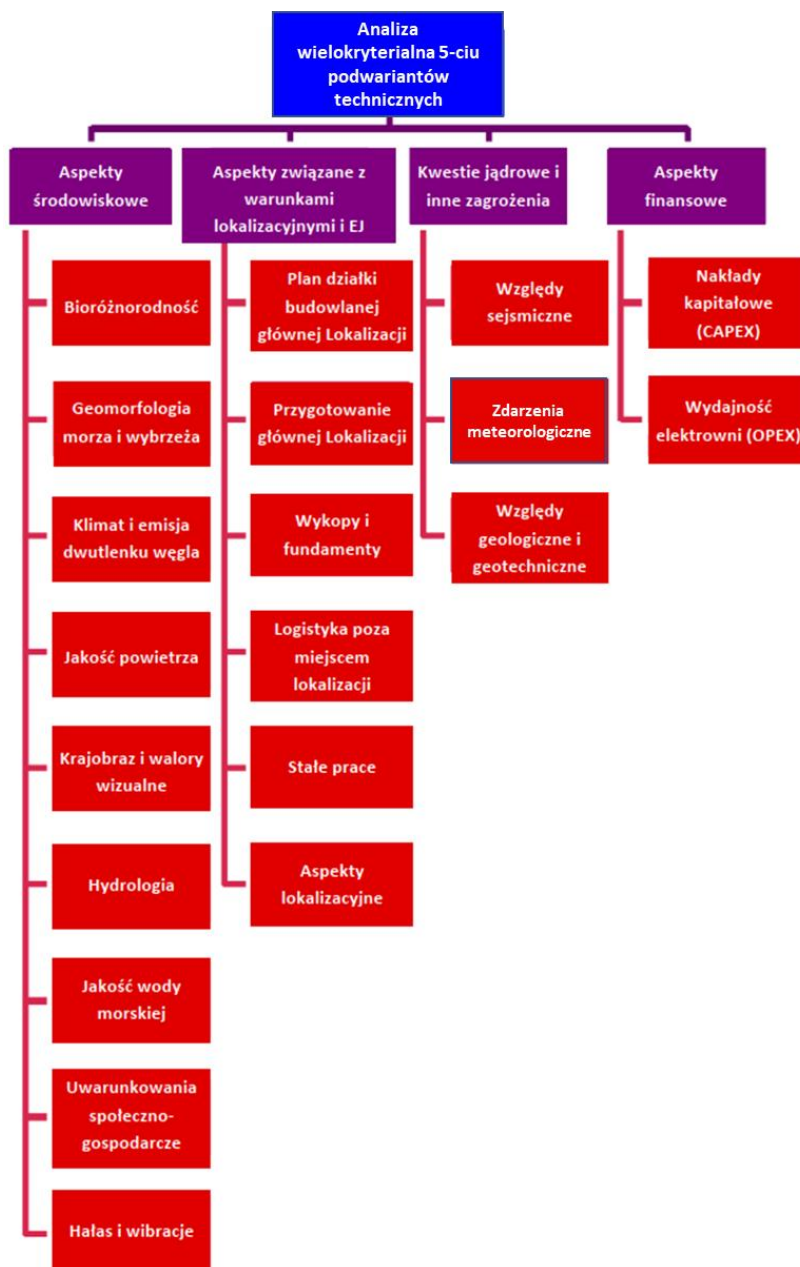 Analiza
wielokryterialna 5-ciu
podwariantów
technicznych
Aspekty
środowiskowe
Aspekty związane z
warunkami
lokalizacyjnymi i EJ
Kwestie jądrowe i
inne zagrożenia
Aspekty
finansowe
Bioróżnorodność
Geomorfologia
morza i wybrzeża
Klimat i emisja
dwutlenku węgla
Jakość powietrza
Krajobraz i walory
wizualne
Hydrologia
Jakość wody
morskiej
Uwarunkowania
społeczno-
gospodarcze
Hałas i wibracje
Plan działki
budowlanej
głównej Lokalizacji
Przygotowanie
głównej Lokalizacji
Wykopy i
fundamenty
Logistyka poza
miejscem
lokalizacji
Stałe prace
Aspekty
lokalizacyjne
Względy
sejsmiczne
Zdarzenia
meteorologiczne
Względy
geologiczne i
geotechniczne
Nakłady
kapitałowe
(CAPEX)
Wydajność
elektrowni (OPEX)